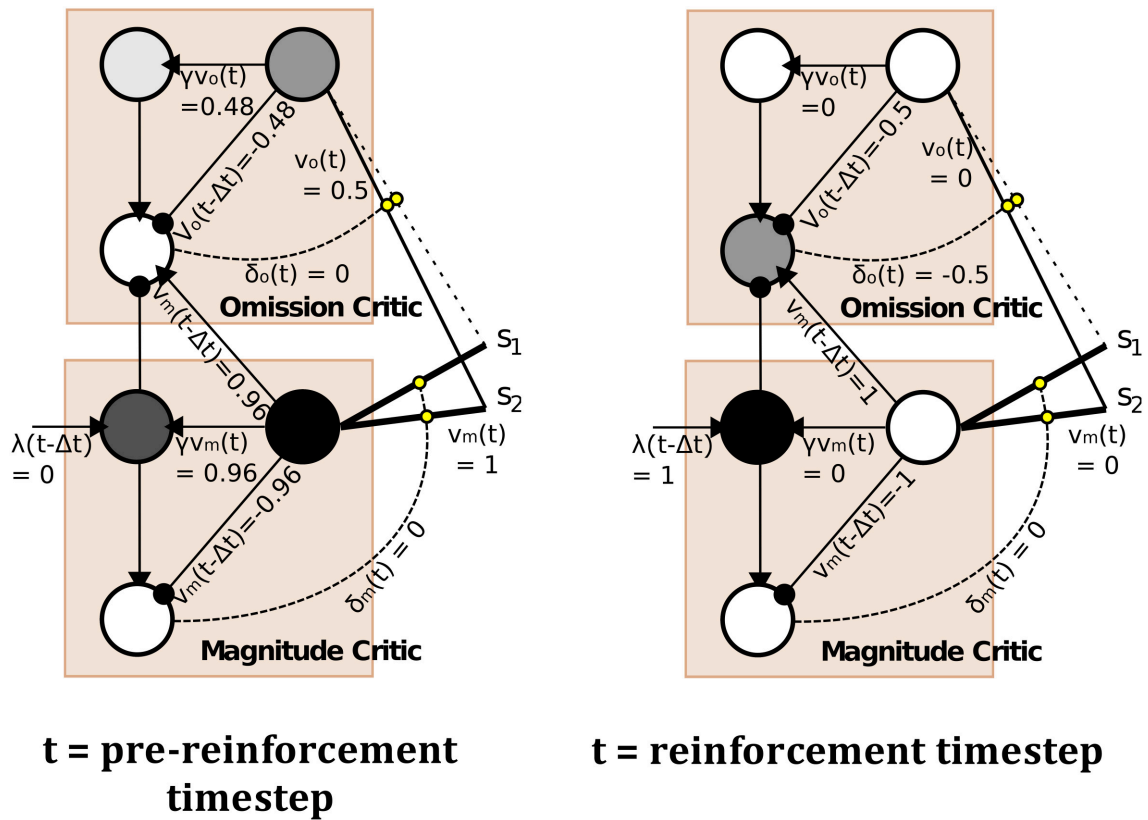 γvₒ(t)
=0.48
Vₒ(t-Δt)=-0.48
vₒ(t)
= 0.5
δₒ(t) = 0
Omission Critic
vₘ(t-Δt)=0.96
S₁
S₂
λ(t-Δt)
= 0
γvₘ(t)
= 0.96
vₘ(t)
= 1
vₘ(t-Δt)=-0.96
δₘ(t) = 0
Magnitude Critic
t = pre-reinforcement
timestep
γvₒ(t)
=0
Vₒ(t-Δt)=-0.5
vₒ(t)
= 0
δₒ(t) = -0.5
Omission Critic
vₘ(t-Δt)=1
S₁
S₂
λ(t-Δt)
= 1
γvₘ(t)
= 0
vₘ(t)
= 0
vₘ(t-Δt)=-1
δₘ(t) = 0
Magnitude Critic
t = reinforcement timestep